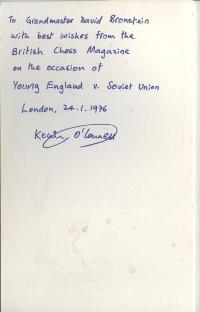 To Grandmaster David Bronstein
with best wishes from the
British Chess Magazine
on the occasion of
Young England v. Soviet Union
London, 24.1.1976
Kevin O'Connell